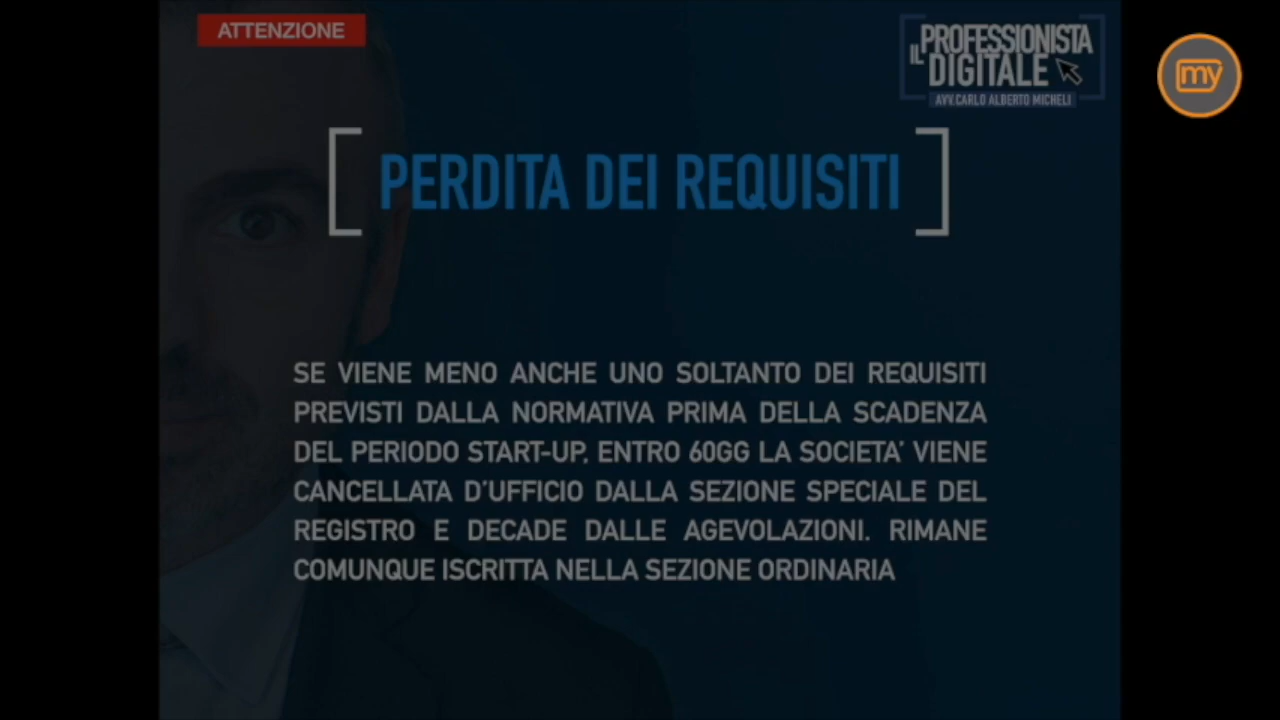 ATTENZIONE
IL PROFESSIONISTA
DIGITALE
AVV.CARLO ALBERTO MICHELI
my
[PERDITA DEI REQUISITI]
SE VIENE MENO ANCHE UNO SOLTANTO DEI REQUISITI
PREVISTI DALLA NORMATIVA PRIMA DELLA SCADENZA
DEL PERIODO START-UP, ENTRO 60GG LA SOCIETA' VIENE
CANCELLATA D'UFFICIO DALLA SEZIONE SPECIALE DEL
REGISTRO E DECADE DALLE AGEVOLAZIONI. RIMANE
COMUNQUE ISCRITTA NELLA SEZIONE ORDINARIA